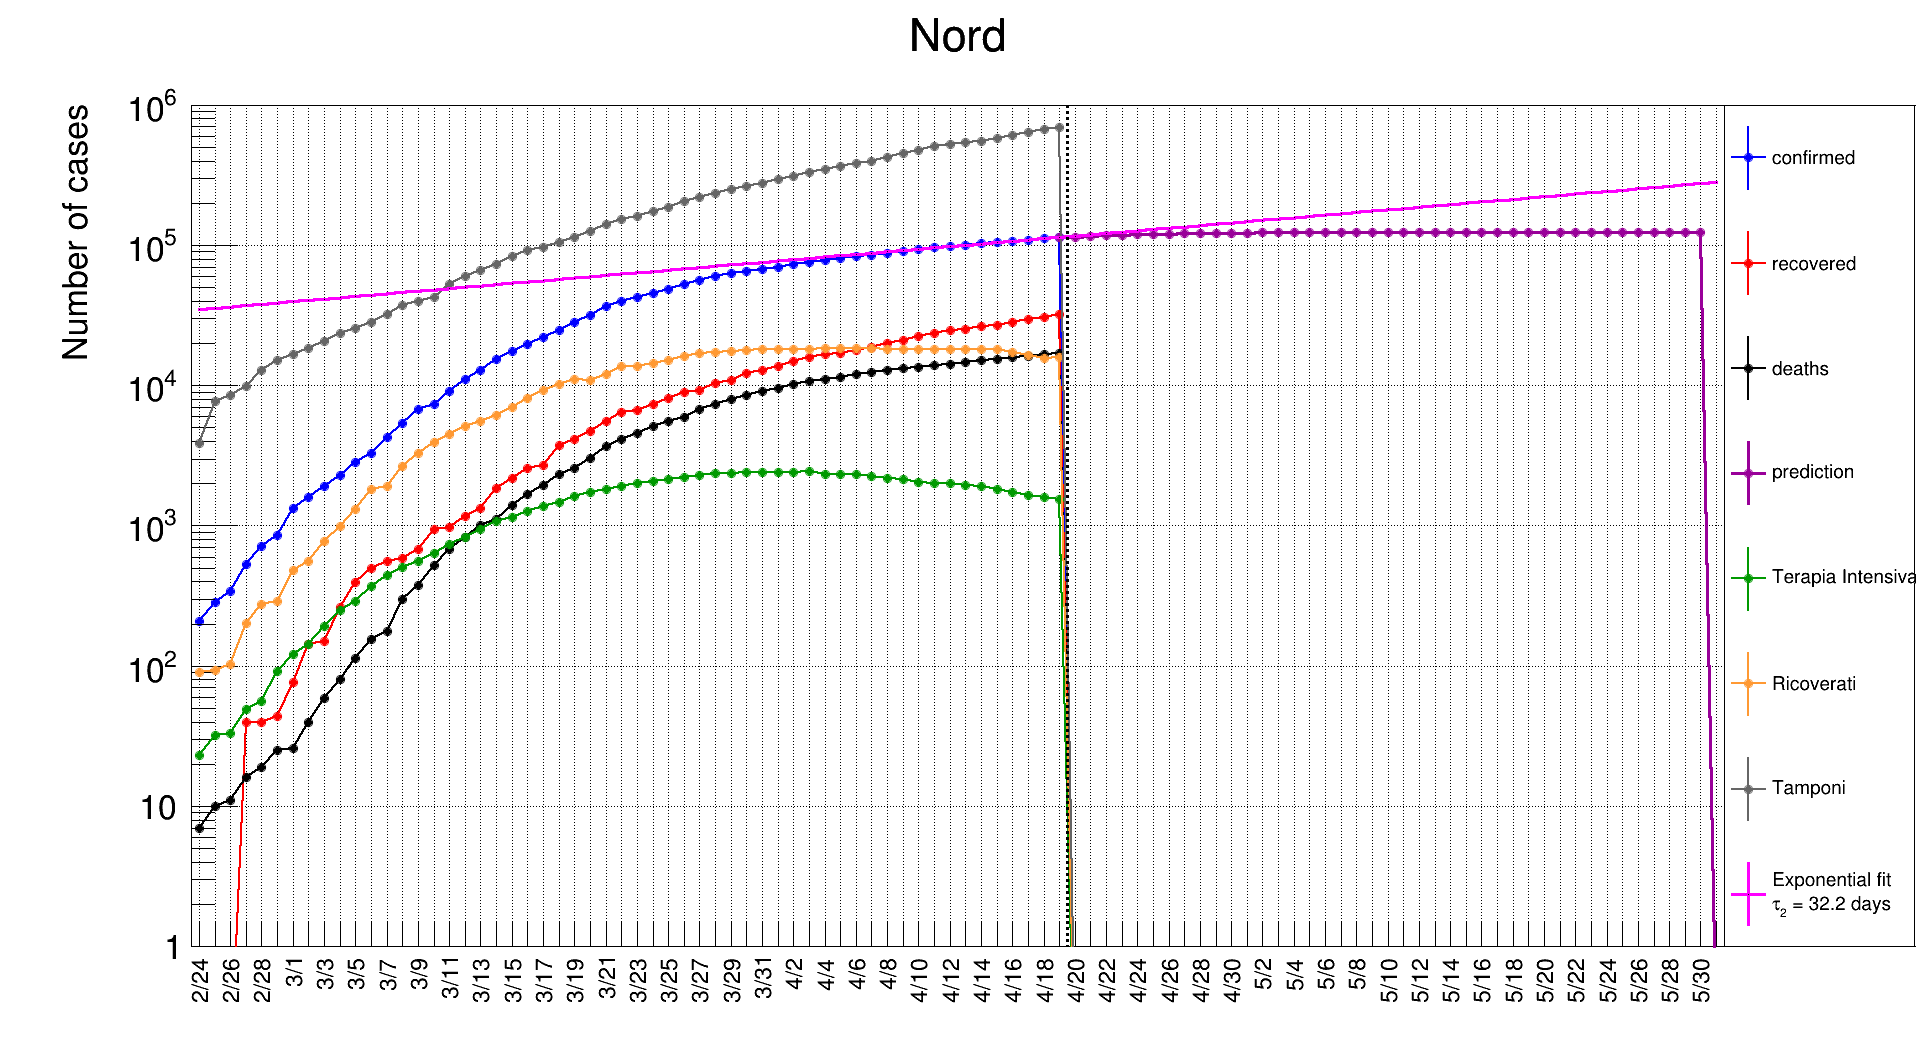 Nord
Number of cases
10^6
10^5
10^4
10^3
10^2
10
1
2/24 2/26 2/28 3/1 3/3 3/5 3/7 3/9 3/11 3/13 3/15 3/17 3/19 3/21 3/23 3/25 3/27 3/29 3/31 4/2 4/4 4/6 4/8 4/10 4/12 4/14 4/16 4/18 4/20 4/22 4/24 4/26 4/28 4/30 5/2 5/4 5/6 5/8 5/10 5/12 5/14 5/16 5/18 5/20 5/22 5/24 5/26 5/28 5/30
confirmed
recovered
deaths
prediction
Terapia Intensiva
Ricoverati
Tamponi
Exponential fit
τ₂ = 32.2 days